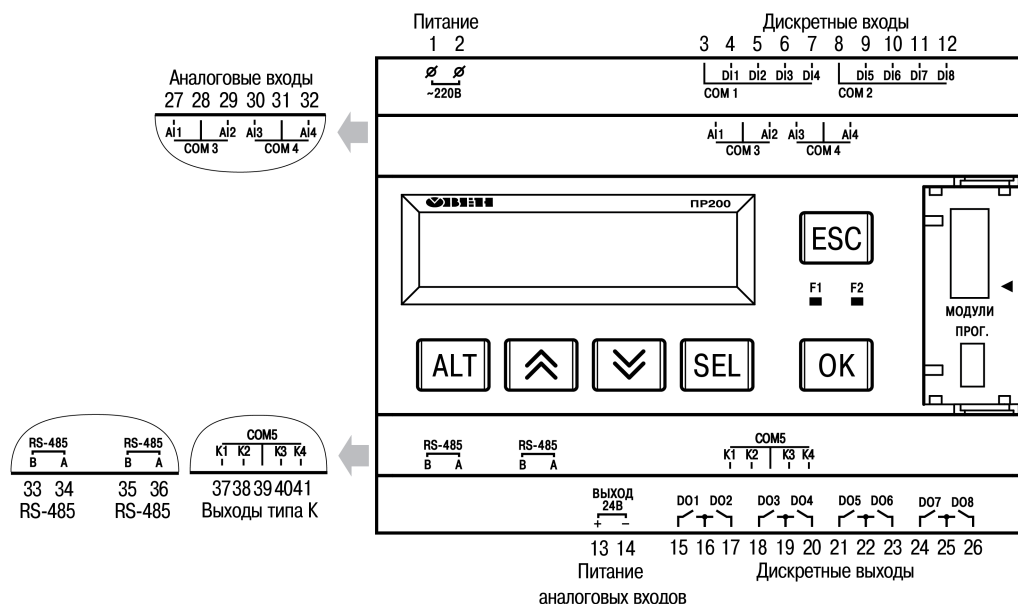 Питание
1 2
~220В
Дискретные входы
3 4 5 6 7 8 9 10 11 12
DI1 DI2 DI3 DI4 DI5 DI6 DI7 DI8
COM 1 COM 2
Аналоговые входы
27 28 29 30 31 32
AI1 AI2 AI3 AI4
COM 3 COM 4
AI1 AI2 AI3 AI4
COM 3 COM 4
ОВЕН ПР200
ESC
F1 F2
МОДУЛИ
ПРОГ.
ALT SEL OK
RS-485 RS-485
B A B A
33 34 35 36
RS-485 RS-485
COM5
K1 K2 K3 K4
37 38 39 40 41
Выходы типа К
RS-485 RS-485
B A B A
COM5
K1 K2 K3 K4
ВЫХОД
24В
+ −
DO1 DO2 DO3 DO4 DO5 DO6 DO7 DO8
13 14 15 16 17 18 19 20 21 22 23 24 25 26
Питание
аналоговых входов
Дискретные выходы